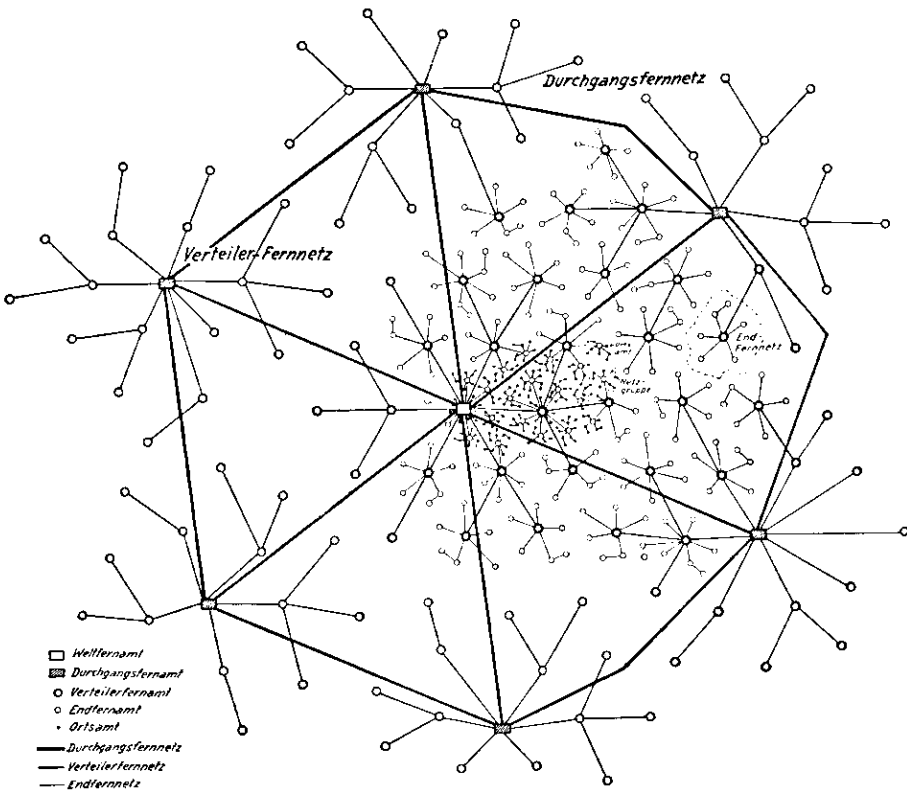 Durchgangsfernnetz
Verteiler-Fernnetz
End-
Fernnetz
Netz-
gruppe
Weltfernamt
Durchgangsfernamt
Verteilerfernamt
Endfernamt
Ortsamt
Durchgangsfernnetz
Verteilerfernnetz
Endfernnetz